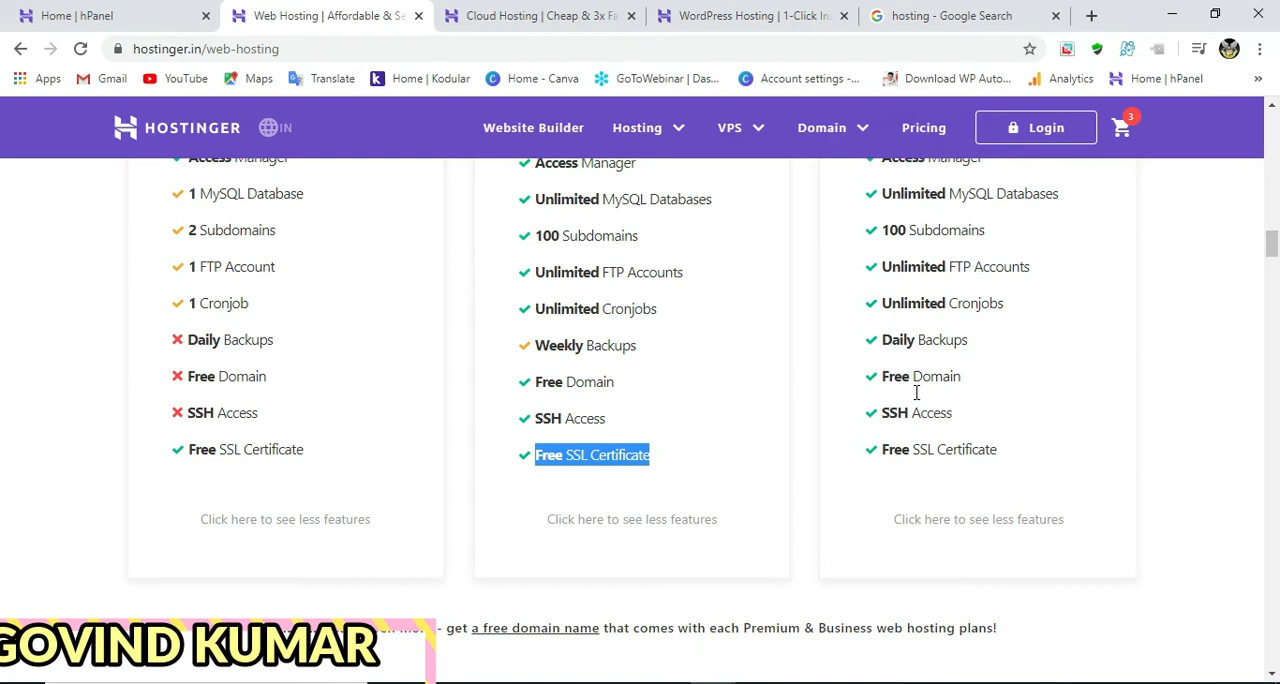 Home | hPanel
Web Hosting | Affordable & Se
Cloud Hosting | Cheap & 3x Fa
WordPress Hosting | 1-Click In
hosting - Google Search
hostinger.in/web-hosting
Apps
Gmail
YouTube
Maps
Translate
Home | Kodular
Home - Canva
GoToWebinar | Das...
Account settings -...
Download WP Auto...
Analytics
Home | hPanel
HOSTINGER
IN
Website Builder
Hosting
VPS
Domain
Pricing
Login
3
Access Manager
1 MySQL Database
2 Subdomains
1 FTP Account
1 Cronjob
Daily Backups
Free Domain
SSH Access
Free SSL Certificate
Click here to see less features
Access Manager
Unlimited MySQL Databases
100 Subdomains
Unlimited FTP Accounts
Unlimited Cronjobs
Weekly Backups
Free Domain
SSH Access
Free SSL Certificate
Click here to see less features
Access Manager
Unlimited MySQL Databases
100 Subdomains
Unlimited FTP Accounts
Unlimited Cronjobs
Daily Backups
Free Domain
SSH Access
Free SSL Certificate
Click here to see less features
- get a free domain name that comes with each Premium & Business web hosting plans!
GOVIND KUMAR